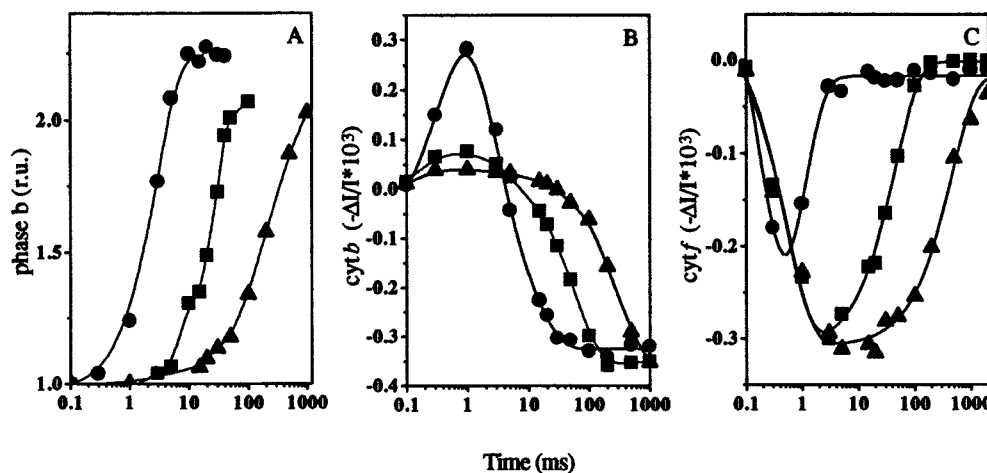 A
B
C
phase b (r.u.)
2.0
1.5
1.0
0.1 1 10 100 1000
cyt b (-ΔI/I*10³)
0.3
0.2
0.1
0.0
-0.1
-0.2
-0.3
-0.4
0.1 1 10 100 1000
cyt f (-ΔI/I*10³)
0.0
-0.1
-0.2
-0.3
0.1 1 10 100 1000
Time (ms)